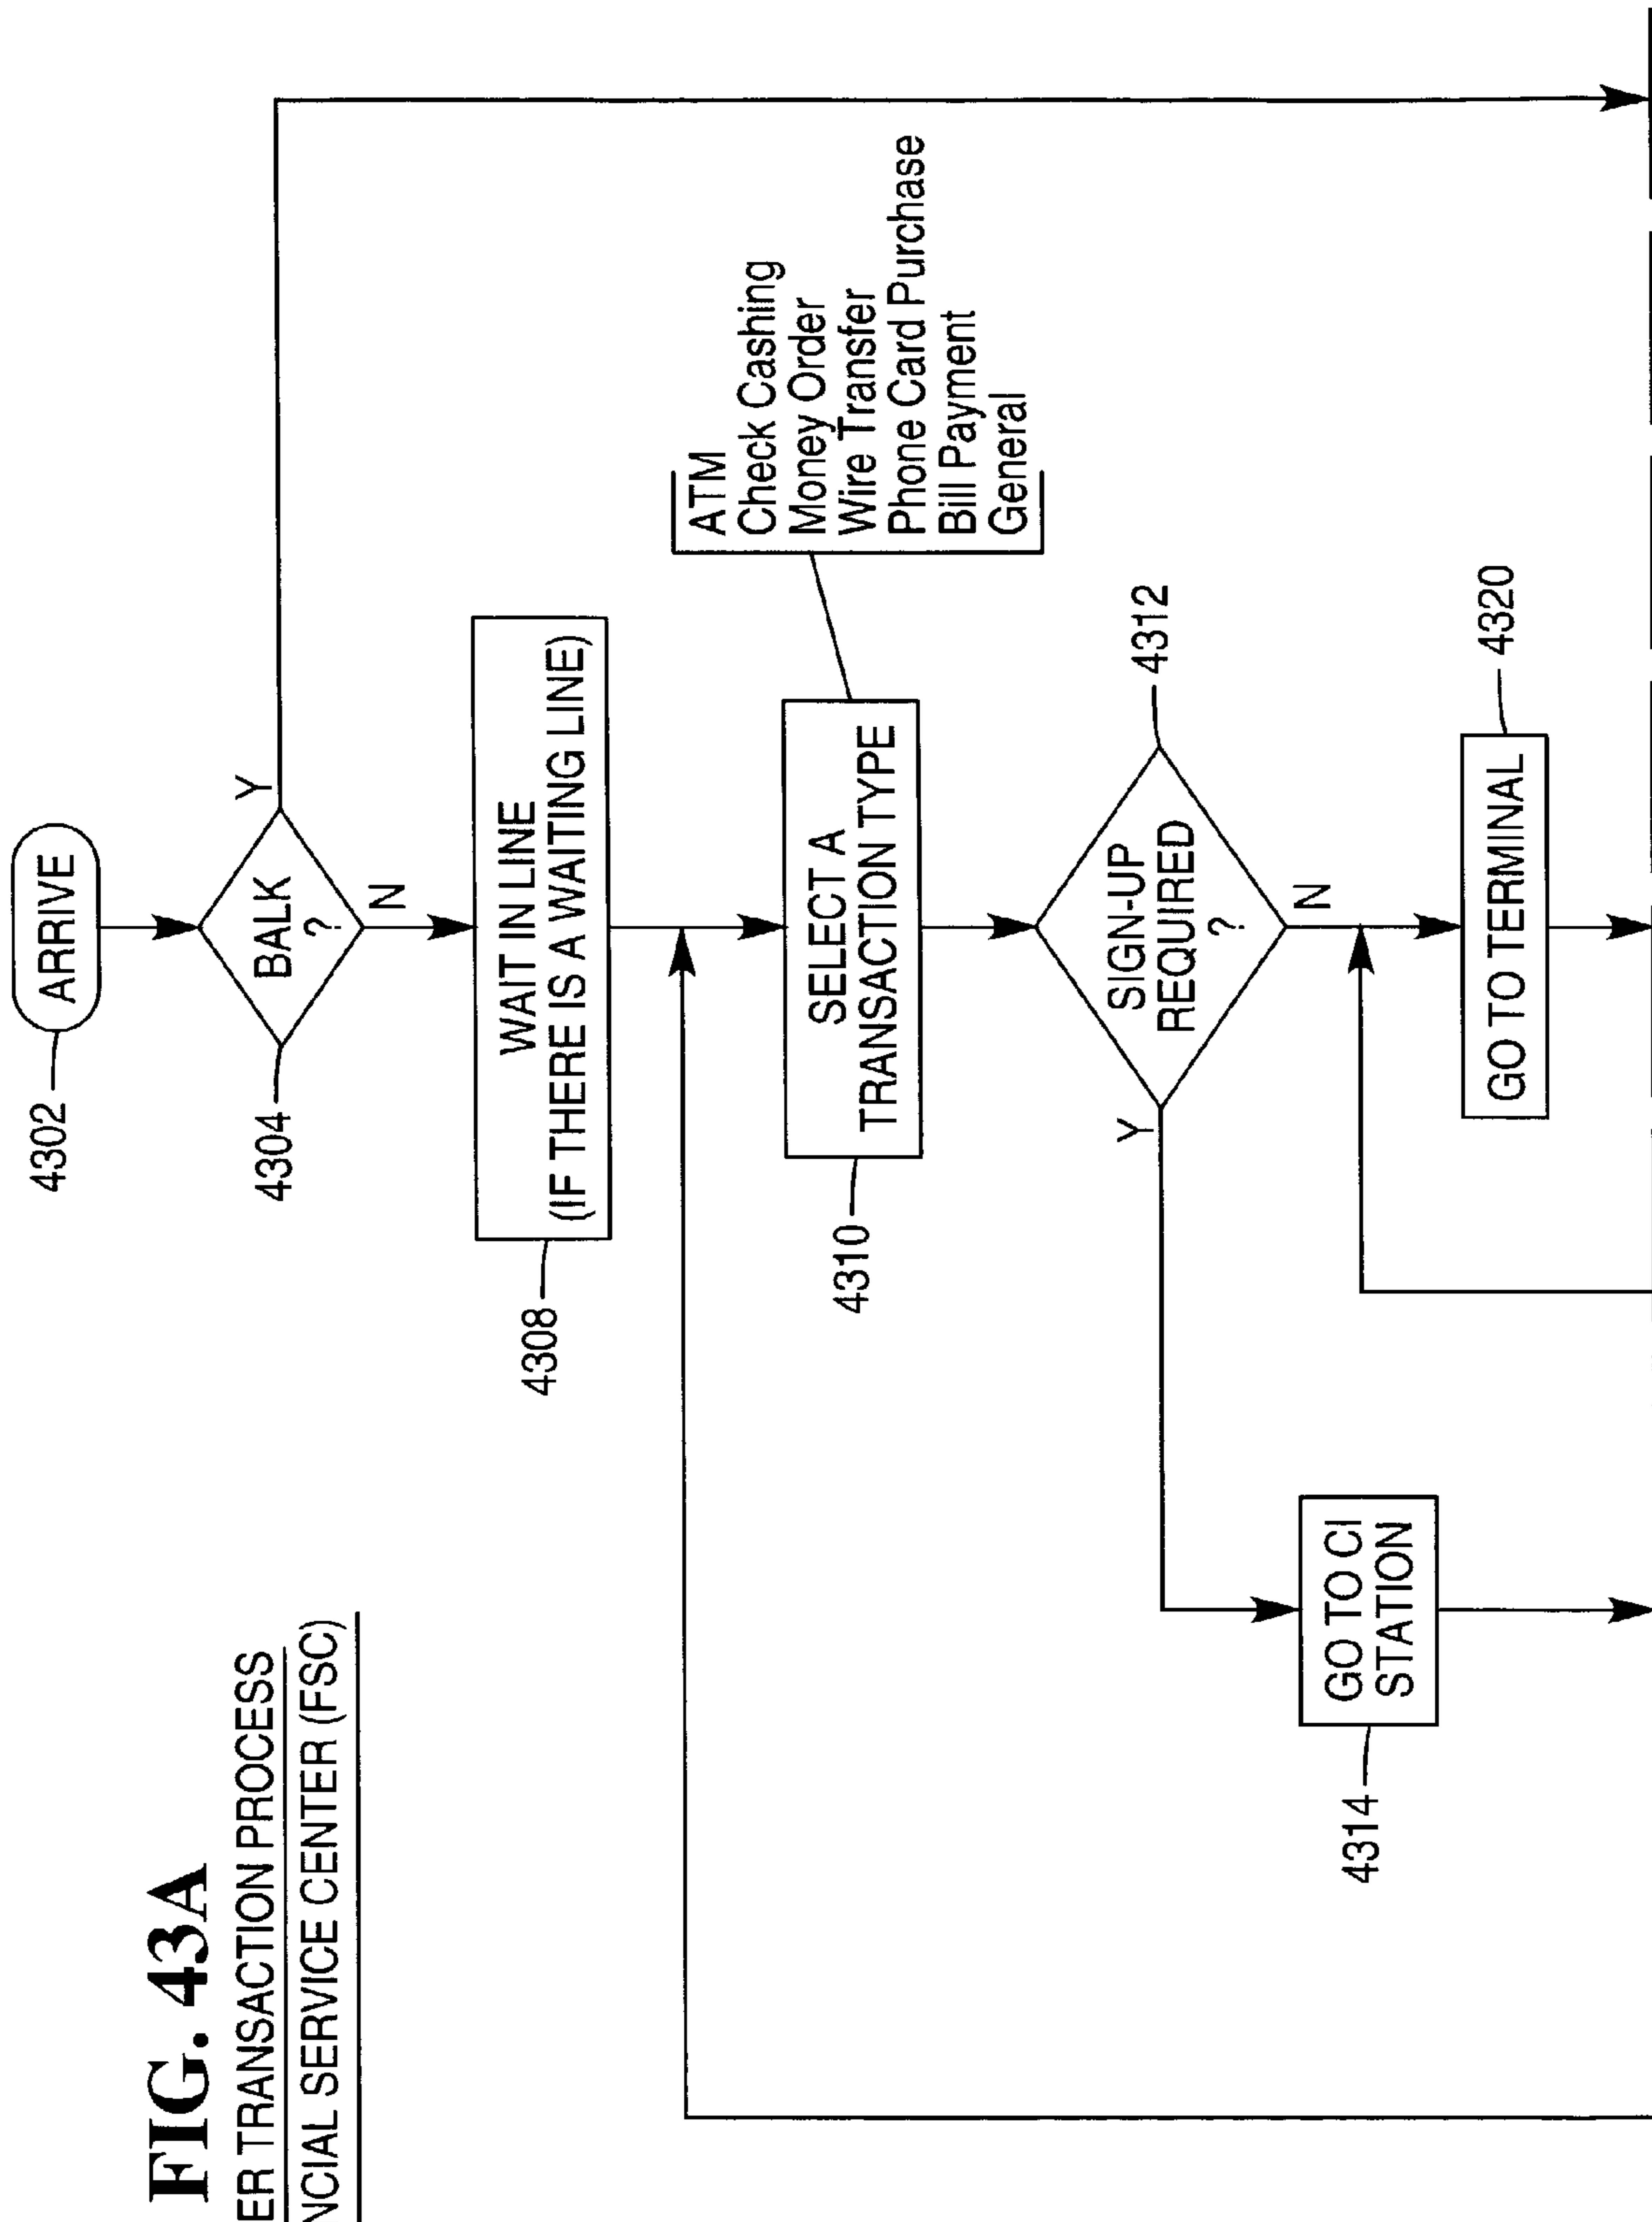 FIG. 43A
ER TRANSACTION PROCESS
NCIAL SERVICE CENTER (FSC)
4302
ARRIVE
4304
BALK
?
Y
N
4308
WAIT IN LINE
(IF THERE IS A WAITING LINE)
4310
SELECT A
TRANSACTION TYPE
ATM
Check Cashing
Money Order
Wire Transfer
Phone Card Purchase
Bill Payment
General
4312
SIGN-UP
REQUIRED
?
Y
N
4314
GO TO CI
STATION
GO TO TERMINAL
4320